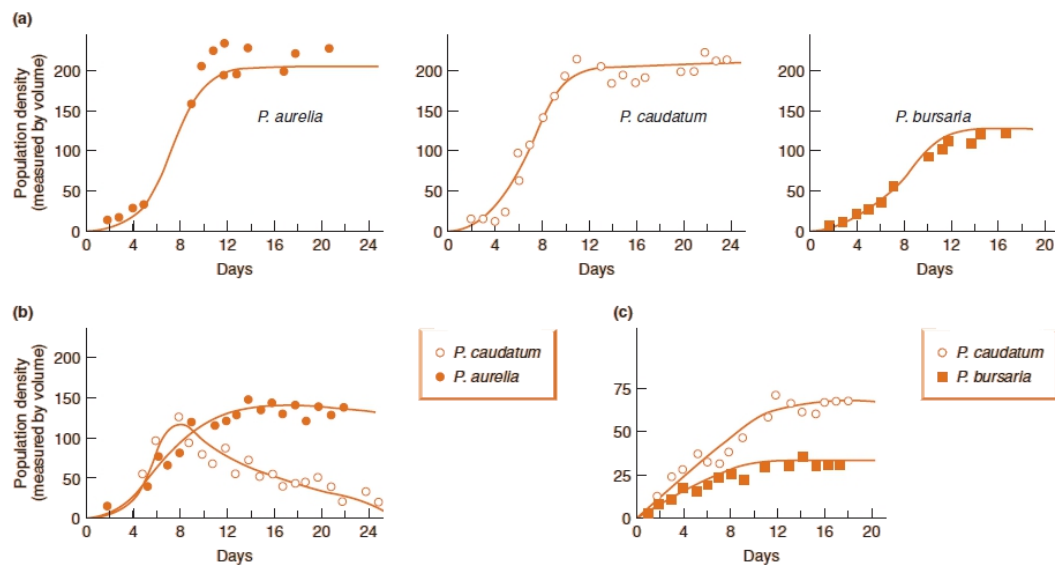 (a)
Population density
(measured by volume)
200
150
100
50
0
0 4 8 12 16 20 24
Days
P. aurelia
200
150
100
50
0
0 4 8 12 16 20 24
Days
P. caudatum
200
150
100
50
0
0 4 8 12 16 20
Days
P. bursaria
(b)
Population density
(measured by volume)
200
150
100
50
0
0 4 8 12 16 20 24
Days
P. caudatum
P. aurelia
(c)
75
50
25
0
0 4 8 12 16 20
Days
P. caudatum
P. bursaria